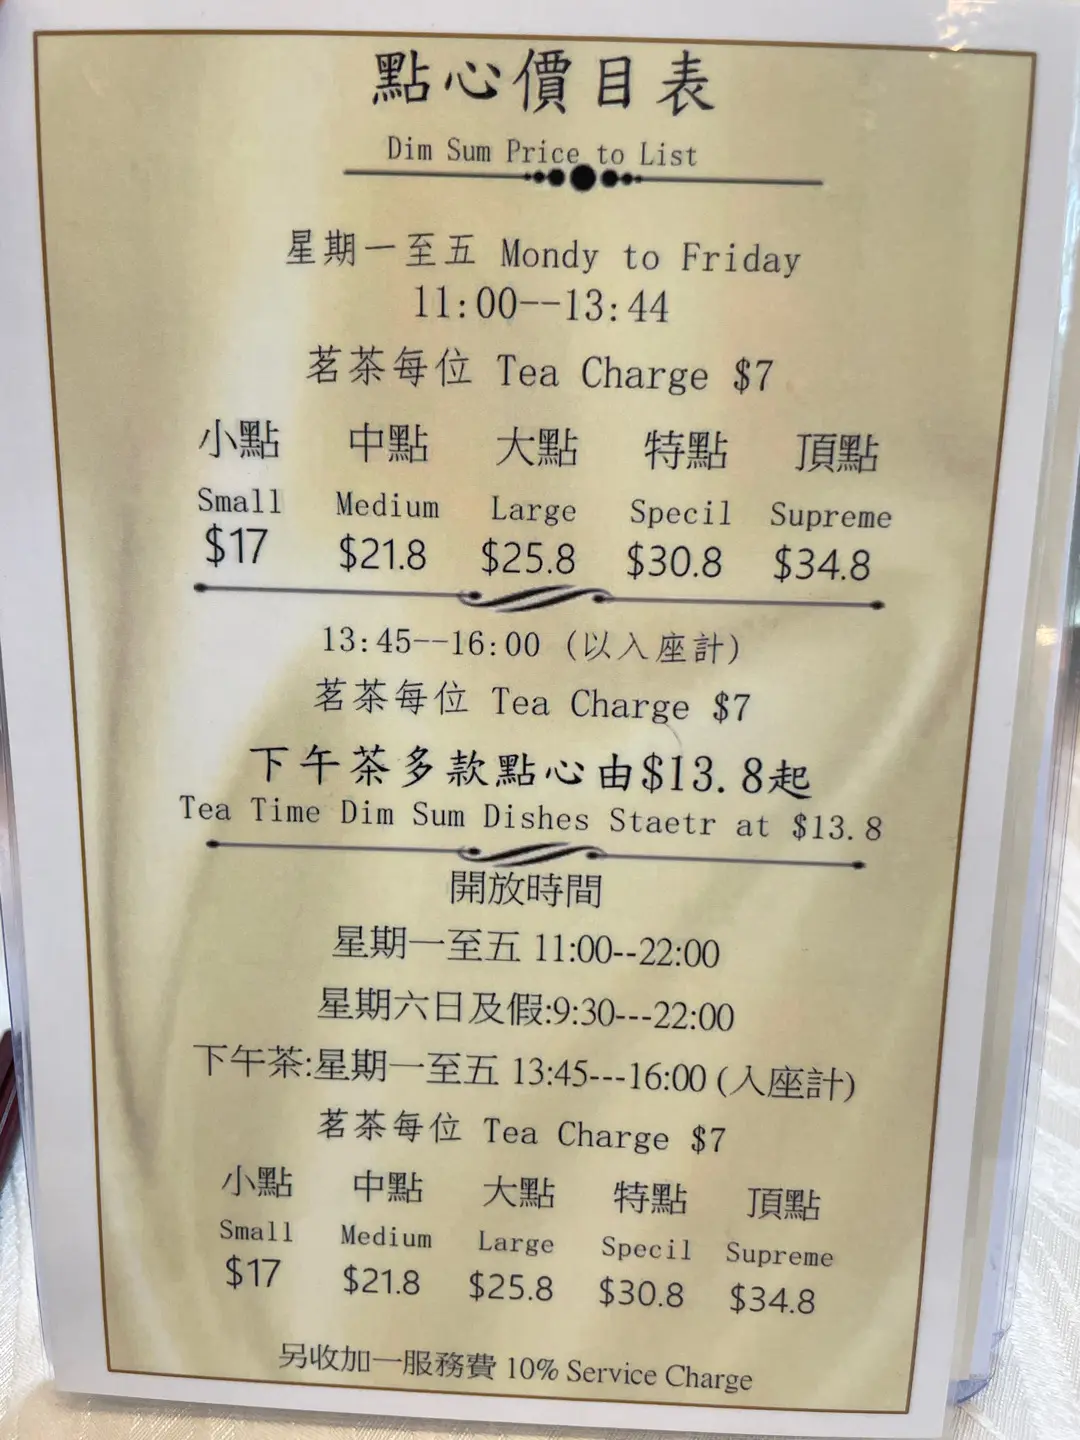 點心價目表
Dim Sum Price to List
星期一至五 Mondy to Friday
11:00--13:44
茗茶每位 Tea Charge $7
小點 中點 大點 特點 頂點
Small Medium Large Specil Supreme
$17 $21.8 $25.8 $30.8 $34.8
13:45--16:00 (以入座計)
茗茶每位 Tea Charge $7
下午茶多款點心由$13.8起
Tea Time Dim Sum Dishes Staetr at $13.8
開放時間
星期一至五 11:00--22:00
星期六日及假:9:30---22:00
下午茶:星期一至五 13:45---16:00 (入座計)
茗茶每位 Tea Charge $7
小點 中點 大點 特點 頂點
Small Medium Large Specil Supreme
$17 $21.8 $25.8 $30.8 $34.8
另收加一服務費 10% Service Charge